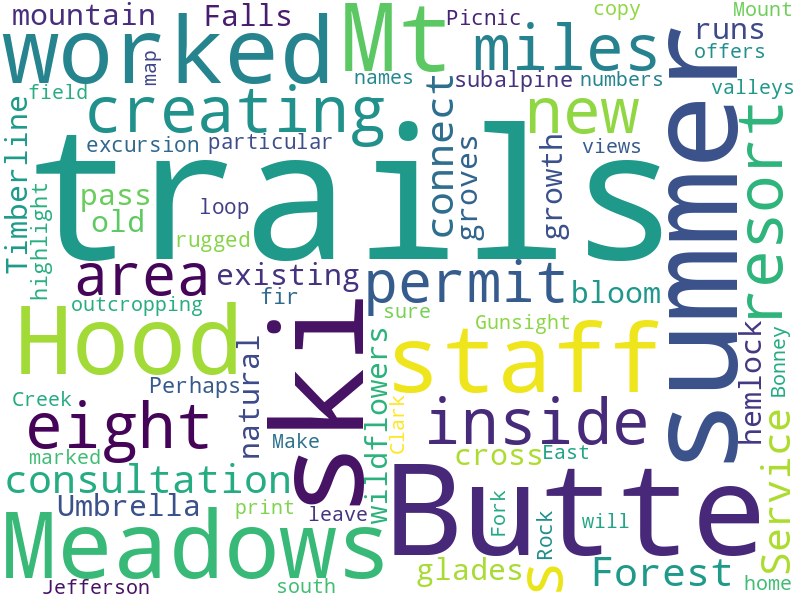 mountain
Falls
Picnic
copy
Mount
worked
map
Mt
miles
runs
offers
field
names
subalpine
numbers
valleys
Timberline
creating
connect
new
summer
resort
excursion
particular
groves
growth
views
trails
highlight
pass
old
loop
rugged
area
existing
permit
bloom
fir
outcropping
sure
Gunsight
Hood
ski
natural
wildflowers
staff
hemlock
Bonney
Perhaps
Creek
eight
Make
Clark
inside
Service
marked
consultation
cross
East
Umbrella
print
leave
Butte
Fork
Rock
will
Meadows
glades
s
Forest
Jefferson
south
home